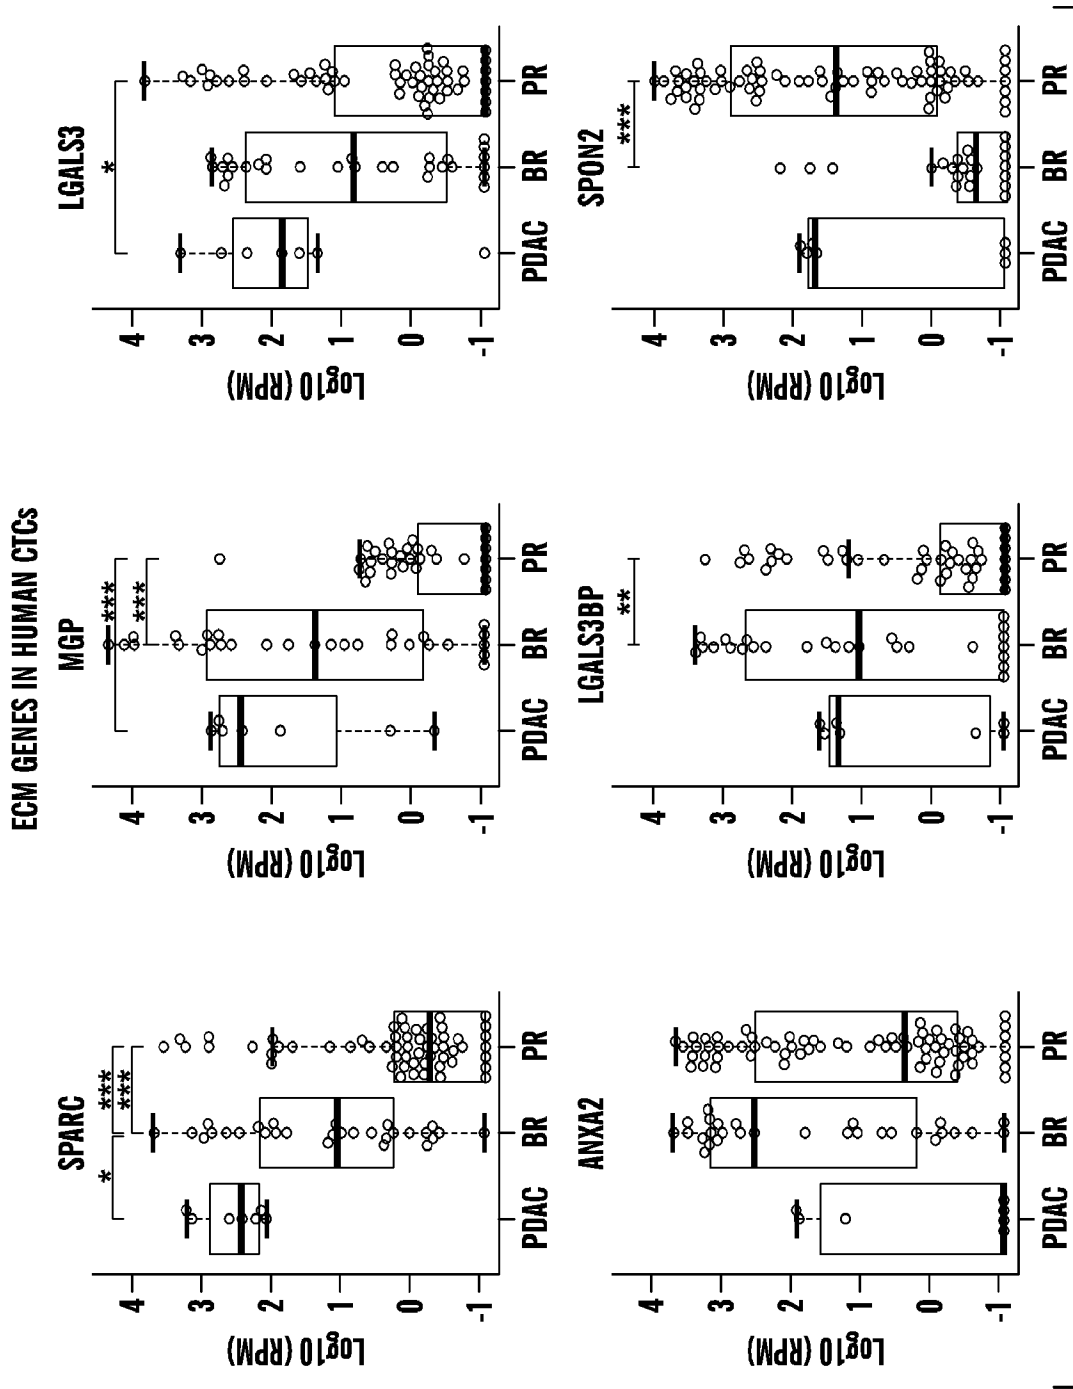 ECM GENES IN HUMAN CTCs
SPARC
*
***
***
Log10 (RPM)
4
3
2
1
0
-1
PDAC BR PR
MGP
***
***
Log10 (RPM)
4
3
2
1
0
-1
PDAC BR PR
LGALS3
*
Log10 (RPM)
4
3
2
1
0
-1
PDAC BR PR
ANXA2
Log10 (RPM)
4
3
2
1
0
-1
PDAC BR PR
LGALS3BP
**
Log10 (RPM)
4
3
2
1
0
-1
PDAC BR PR
SPON2
***
Log10 (RPM)
4
3
2
1
0
-1
PDAC BR PR